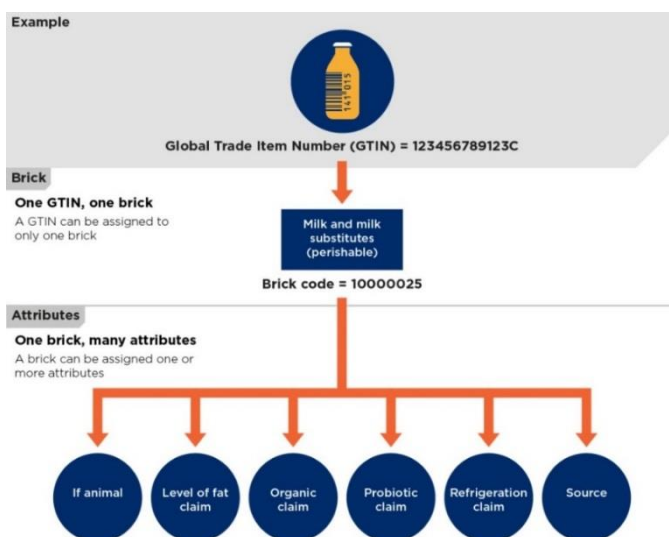 Example
141"015
Global Trade Item Number (GTIN) = 123456789123C
Brick
One GTIN, one brick
A GTIN can be assigned to
only one brick
Milk and milk
substitutes
(perishable)
Brick code = 10000025
Attributes
One brick, many attributes
A brick can be assigned one or
more attributes
If animal
Level of fat
claim
Organic
claim
Probiotic
claim
Refrigeration
claim
Source